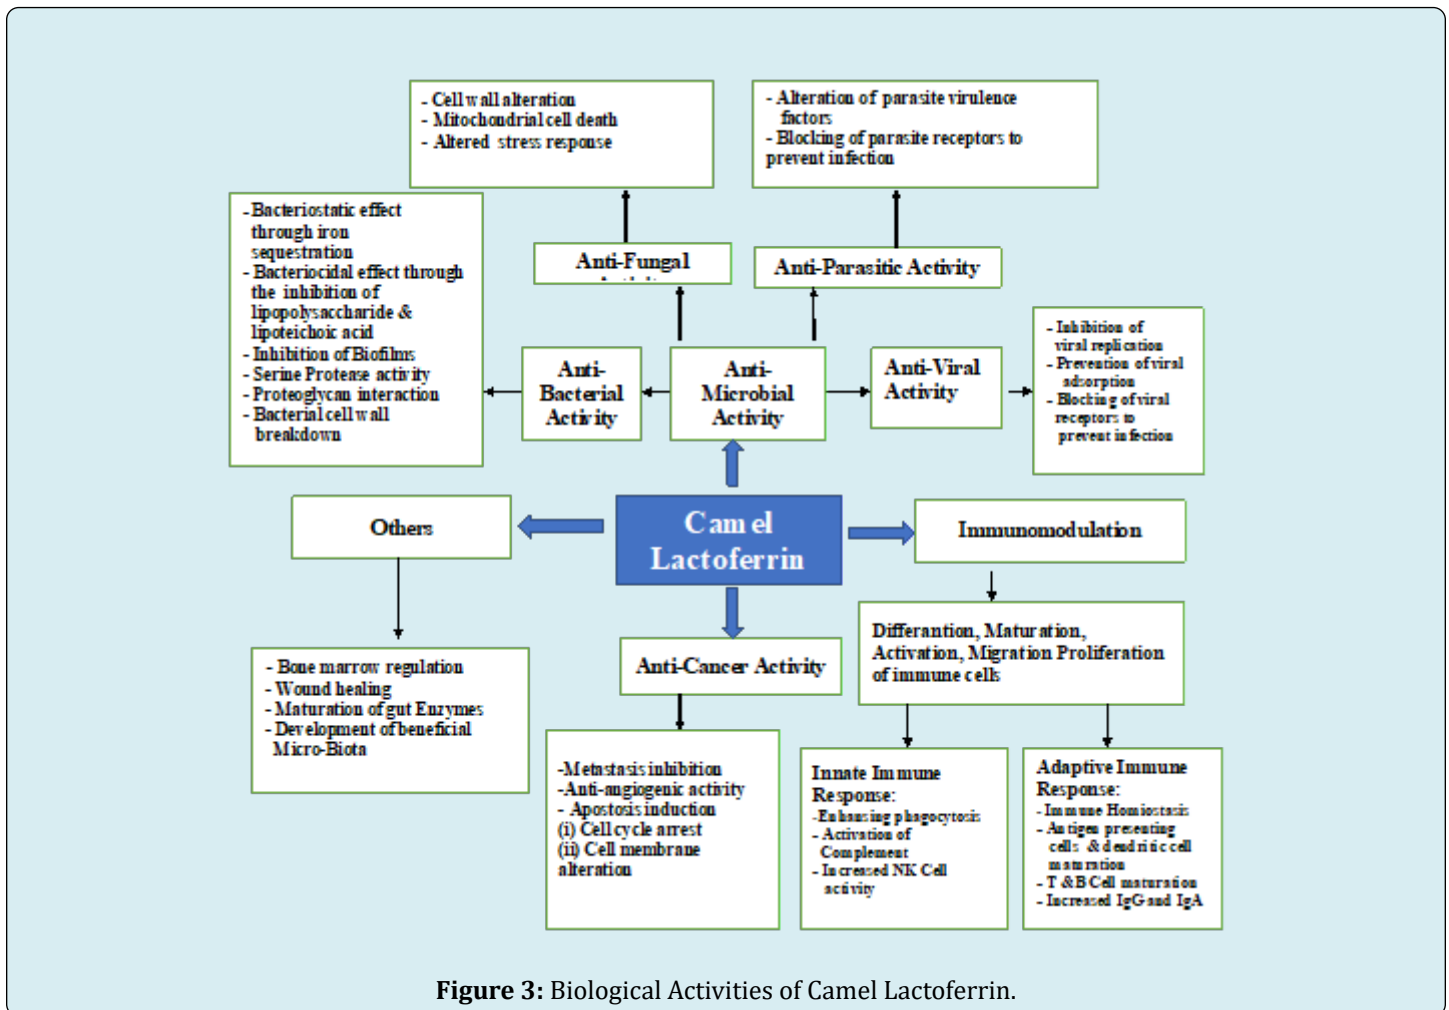 - Cell wall alteration
- Mitochondrial cell death
- Altered stress response
- Alteration of parasite virulence
factors
- Blocking of parasite receptors to
prevent infection
- Bacteriostatic effect
through iron
sequestration
- Bacteriocidal effect through
the inhibition of
lipopolysaccharide &
lipoteichoic acid
- Inhibition of Biofilms
- Serine Protease activity
- Proteoglycan interaction
- Bacterial cell wall
breakdown
Anti-Fungal
Anti-Parasitic Activity
Anti-
Bacterial
Activity
Anti-
Microbial
Activity
Anti-Viral
Activity
- Inhibition of
viral replication
- Prevention of viral
adsorption
- Blocking of viral
receptors to
prevent infection
Others
Camel
Lactoferrin
Immunomodulation
- Bone marrow regulation
- Wound healing
- Maturation of gut Enzymes
- Development of beneficial
Micro-Biota
Anti-Cancer Activity
-Metastasis inhibition
-Anti-angiogenic activity
- Apostosis induction
(i) Cell cycle arrest
(ii) Cell membrane
alteration
Differantion, Maturation,
Activation, Migration Proliferation
of immune cells
Innate Immune
Response:
-Enhancing phagocytosis
- Activation of
Complement
- Increased NK Cell
activity
Adaptive Immune
Response:
- Immune Homiostasis
- Antigen presenting
cells & dendritic cell
maturation
- T & B Cell maturation
- Increased IgG and IgA
Figure 3: Biological Activities of Camel Lactoferrin.